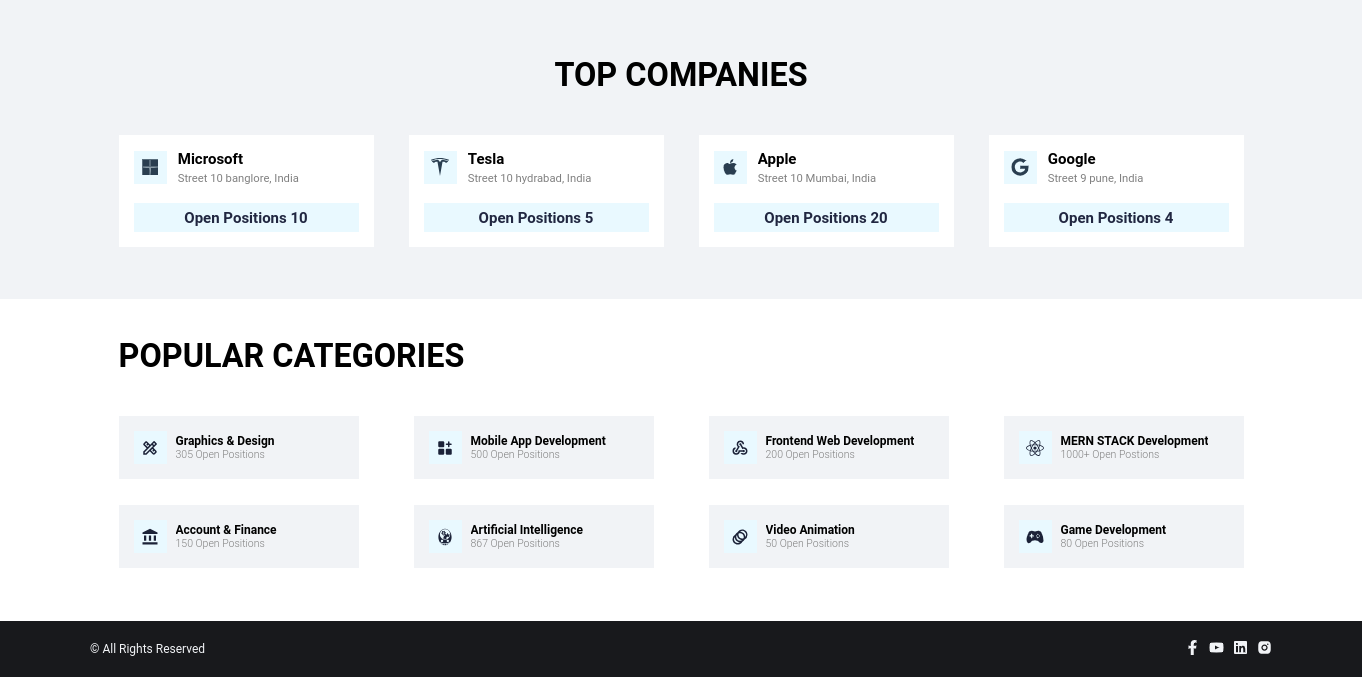 TOP COMPANIES
Microsoft
Street 10 banglore, India
Open Positions 10
Tesla
Street 10 hydrabad, India
Open Positions 5
Apple
Street 10 Mumbai, India
Open Positions 20
Google
Street 9 pune, India
Open Positions 4
POPULAR CATEGORIES
Graphics & Design
305 Open Positions
Mobile App Development
500 Open Positions
Frontend Web Development
200 Open Positions
MERN STACK Development
1000+ Open Postions
Account & Finance
150 Open Positions
Artificial Intelligence
867 Open Positions
Video Animation
50 Open Positions
Game Development
80 Open Positions
© All Rights Reserved